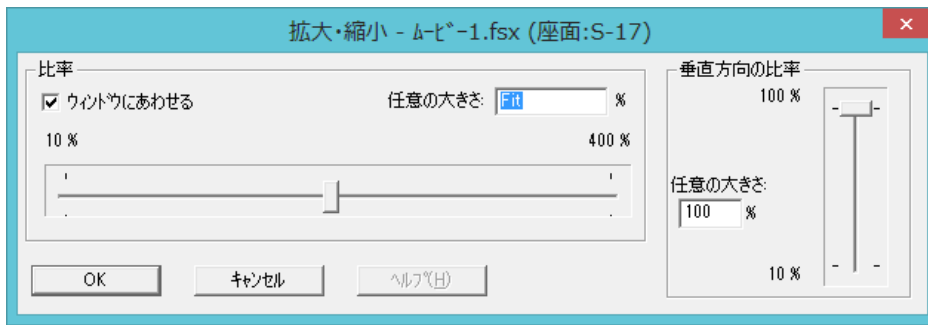 拡大・縮小 - ﾑｰﾋﾞｰ1.fsx (座面:S-17)
比率
ｳｨﾝﾄﾞｳにあわせる
任意の大きさ: Fit %
10 %
400 %
垂直方向の比率
100 %
任意の大きさ:
100 %
10 %
OK
ｷｬﾝｾﾙ
ﾍﾙﾌﾟ(H)